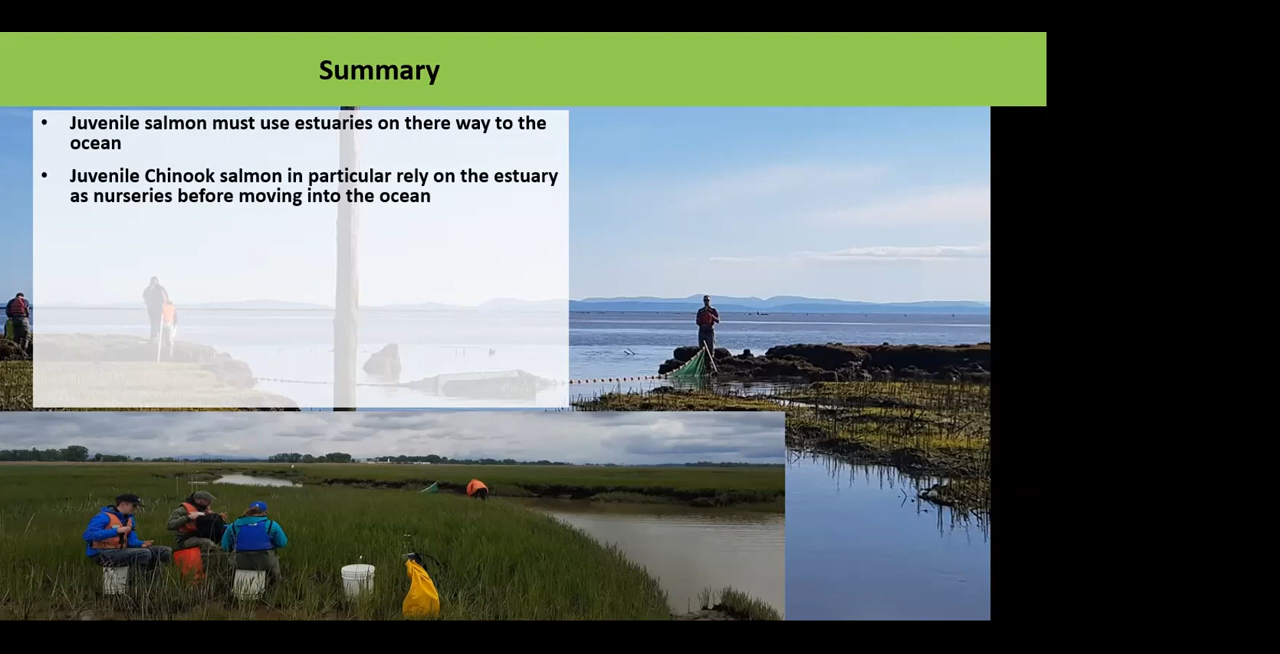 Summary
• Juvenile salmon must use estuaries on there way to the
ocean
• Juvenile Chinook salmon in particular rely on the estuary
as nurseries before moving into the ocean